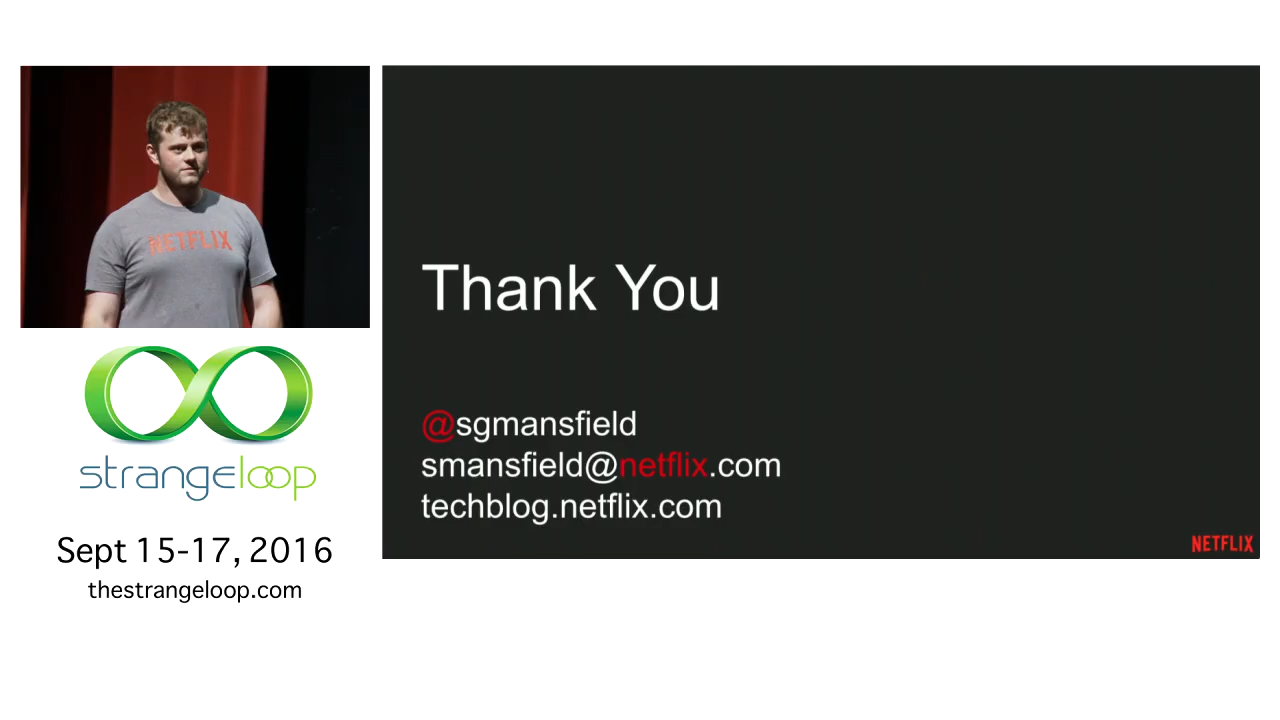 NETFLIX
strangeloop
Sept 15-17, 2016
thestrangeloop.com
Thank You
@sgmansfield
smansfield@netflix.com
techblog.netflix.com
NETFLIX